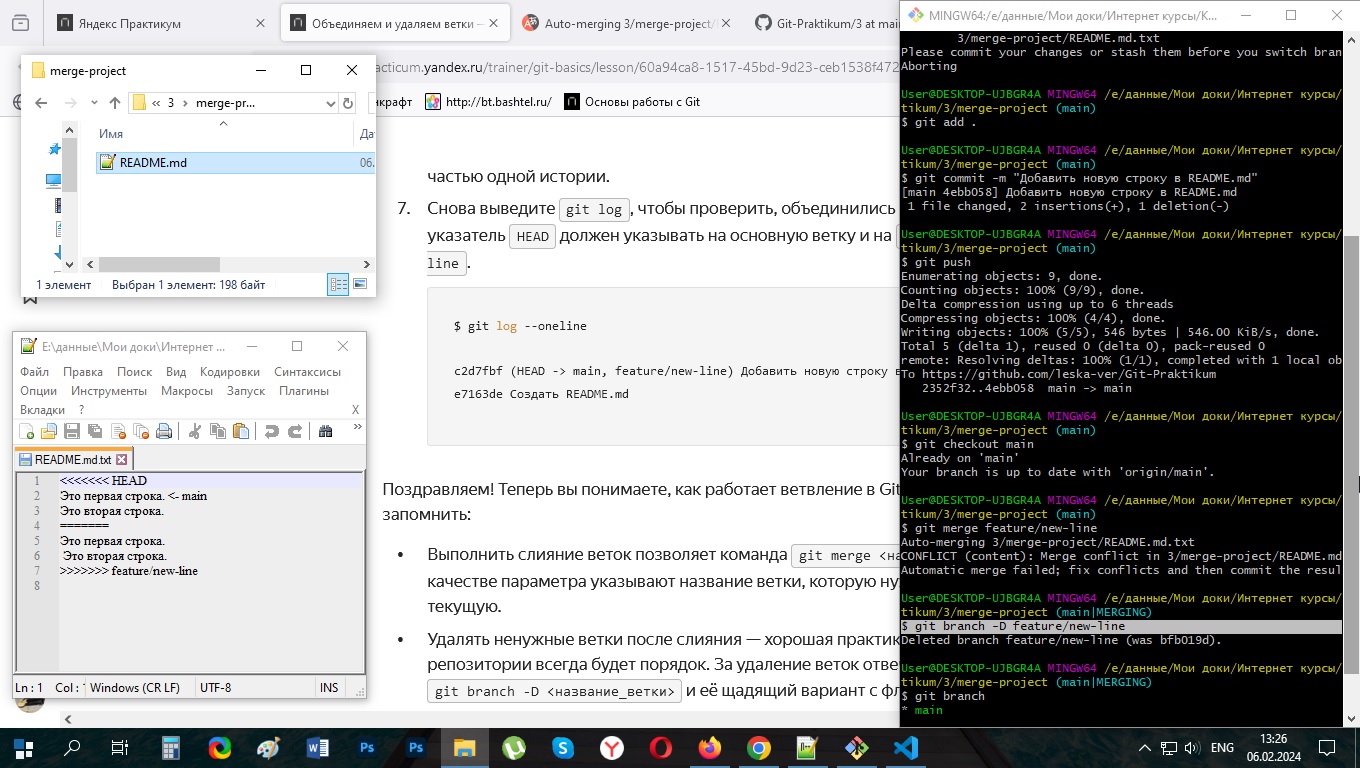 Яндекс Практикум
Объединяем и удаляем ветки —
Auto-merging 3/merge-project/
Git-Praktikum/3 at mai
MINGW64:/e/данные/Мои доки/Интернет курсы/К...
acticum.yandex.ru/trainer/git-basics/lesson/60a94ca8-1517-45bd-9d23-ceb1538f472
нкрафт
http://bt.bashtel.ru/
Основы работы с Git
merge-project
« 3 › merge-pr...
Имя
Да
README.md
06.
1 элемент
Выбран 1 элемент: 198 байт
частью одной истории.
7. Снова выведите git log, чтобы проверить, объединились
указатель HEAD должен указывать на основную ветку и на
line.
$ git log --oneline
c2d7fbf (HEAD -> main, feature/new-line) Добавить новую строку в
e7163de Создать README.md
Поздравляем! Теперь вы понимаете, как работает ветвление в Git
запомнить:
• Выполнить слияние веток позволяет команда git merge <на
качестве параметра указывают название ветки, которую ну
текущую.
• Удалять ненужные ветки после слияния — хорошая практик
репозитории всегда будет порядок. За удаление веток отве
git branch -D <название_ветки> и её щадящий вариант с фл
E:\данные\Мои доки\Интернет ...
Файл Правка Поиск Вид Кодировки Синтаксисы
Опции Инструменты Макросы Запуск Плагины
Вкладки ? X
README.md.txt
1 <<<<<<< HEAD
2 Это первая строка. <- main
3 Это вторая строка.
4 =======
5 Это первая строка.
6  Это вторая строка.
7 >>>>>>> feature/new-line
8
Ln : 1 Col : Windows (CR LF) UTF-8 INS
3/merge-project/README.md.txt
Please commit your changes or stash them before you switch bran
Aborting
User@DESKTOP-UJBGR4A MINGW64 /e/данные/Мои доки/Интернет курсы/
tikum/3/merge-project (main)
$ git add .
User@DESKTOP-UJBGR4A MINGW64 /e/данные/Мои доки/Интернет курсы/
tikum/3/merge-project (main)
$ git commit -m "Добавить новую строку в README.md"
[main 4ebb058] Добавить новую строку в README.md
1 file changed, 2 insertions(+), 1 deletion(-)
User@DESKTOP-UJBGR4A MINGW64 /e/данные/Мои доки/Интернет курсы/
tikum/3/merge-project (main)
$ git push
Enumerating objects: 9, done.
Counting objects: 100% (9/9), done.
Delta compression using up to 6 threads
Compressing objects: 100% (4/4), done.
Writing objects: 100% (5/5), 546 bytes | 546.00 KiB/s, done.
Total 5 (delta 1), reused 0 (delta 0), pack-reused 0
remote: Resolving deltas: 100% (1/1), completed with 1 local ob
To https://github.com/leska-ver/Git-Praktikum
2352f32..4ebb058  main -> main
User@DESKTOP-UJBGR4A MINGW64 /e/данные/Мои доки/Интернет курсы/
tikum/3/merge-project (main)
$ git checkout main
Already on 'main'
Your branch is up to date with 'origin/main'.
User@DESKTOP-UJBGR4A MINGW64 /e/данные/Мои доки/Интернет курсы/
tikum/3/merge-project (main)
$ git merge feature/new-line
Auto-merging 3/merge-project/README.md.txt
CONFLICT (content): Merge conflict in 3/merge-project/README.md
Automatic merge failed; fix conflicts and then commit the resul
User@DESKTOP-UJBGR4A MINGW64 /e/данные/Мои доки/Интернет курсы/
tikum/3/merge-project (main|MERGING)
$ git branch -D feature/new-line
Deleted branch feature/new-line (was bfb019d).
User@DESKTOP-UJBGR4A MINGW64 /e/данные/Мои доки/Интернет курсы/
tikum/3/merge-project (main|MERGING)
$ git branch
* main
ENG
13:26
06.02.2024